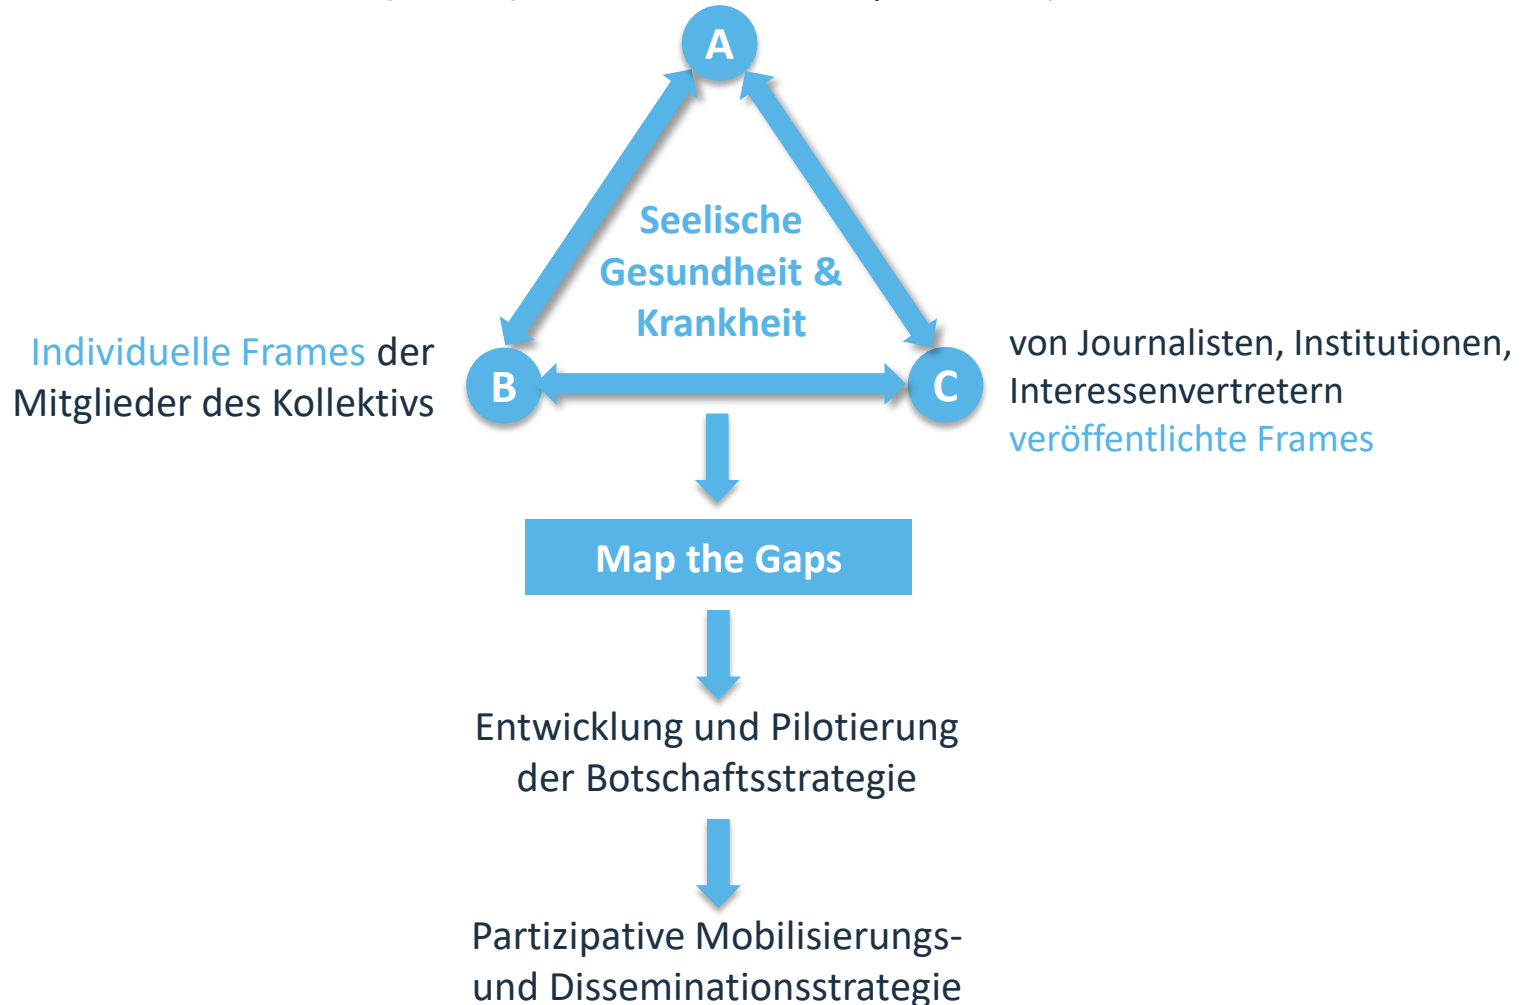 A
Seelische
Gesundheit &
Krankheit
Individuelle Frames der
Mitglieder des Kollektivs
B
C
von Journalisten, Institutionen,
Interessenvertretern
veröffentlichte Frames
Map the Gaps
Entwicklung und Pilotierung
der Botschaftsstrategie
Partizipative Mobilisierungs-
und Disseminationsstrategie